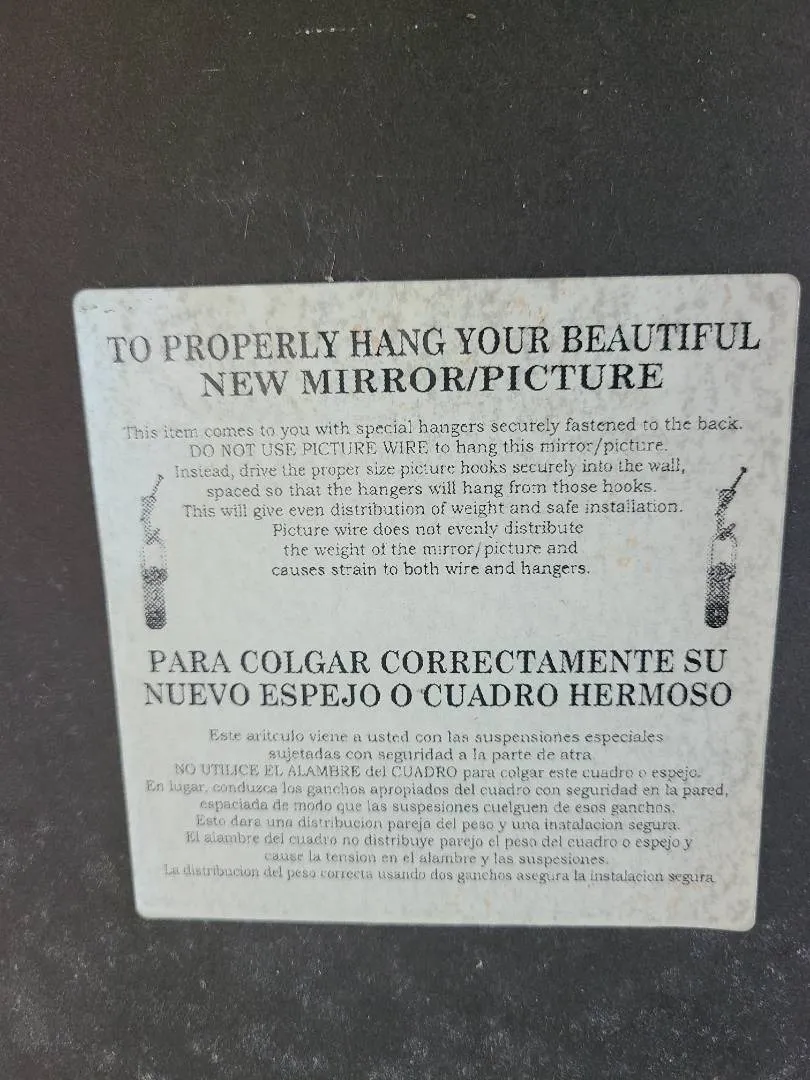 TO PROPERLY HANG YOUR BEAUTIFUL
NEW MIRROR/PICTURE
This item comes to you with special hangers securely fastened to the back.
DO NOT USE PICTURE WIRE to hang this mirror/picture.
Instead, drive the proper size picture hooks securely into the wall,
spaced so that the hangers will hang from those hooks.
This will give even distribution of weight and safe installation.
Picture wire does not evenly distribute
the weight of the mirror/picture and
causes strain to both wire and hangers.
PARA COLGAR CORRECTAMENTE SU
NUEVO ESPEJO O CUADRO HERMOSO
Este aritculo viene a usted con las suspensiones especiales
sujetadas con seguridad a la parte de atra
NO UTILICE EL ALAMBRE del CUADRO para colgar este cuadro o espejo.
En lugar, conduzca los ganchos apropiados del cuadro con seguridad en la pared,
espaciada de modo que las suspesiones cuelguen de esos ganchos.
Esto dara una distribucion pareja del peso y una instalacion segura.
El alambre del cuadro no distribuye parejo el peso del cuadro o espejo y
cause la tension en el alambre y las suspesiones.
La distribucion del peso correcta usando dos ganchos asegura la instalacion segura